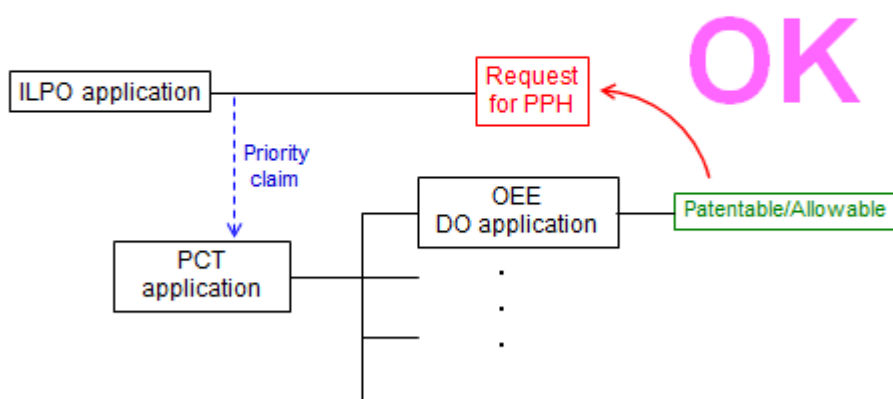 OK
Request
for PPH
ILPO application
Priority
claim
OEE
DO application
Patentable/Allowable
PCT
application